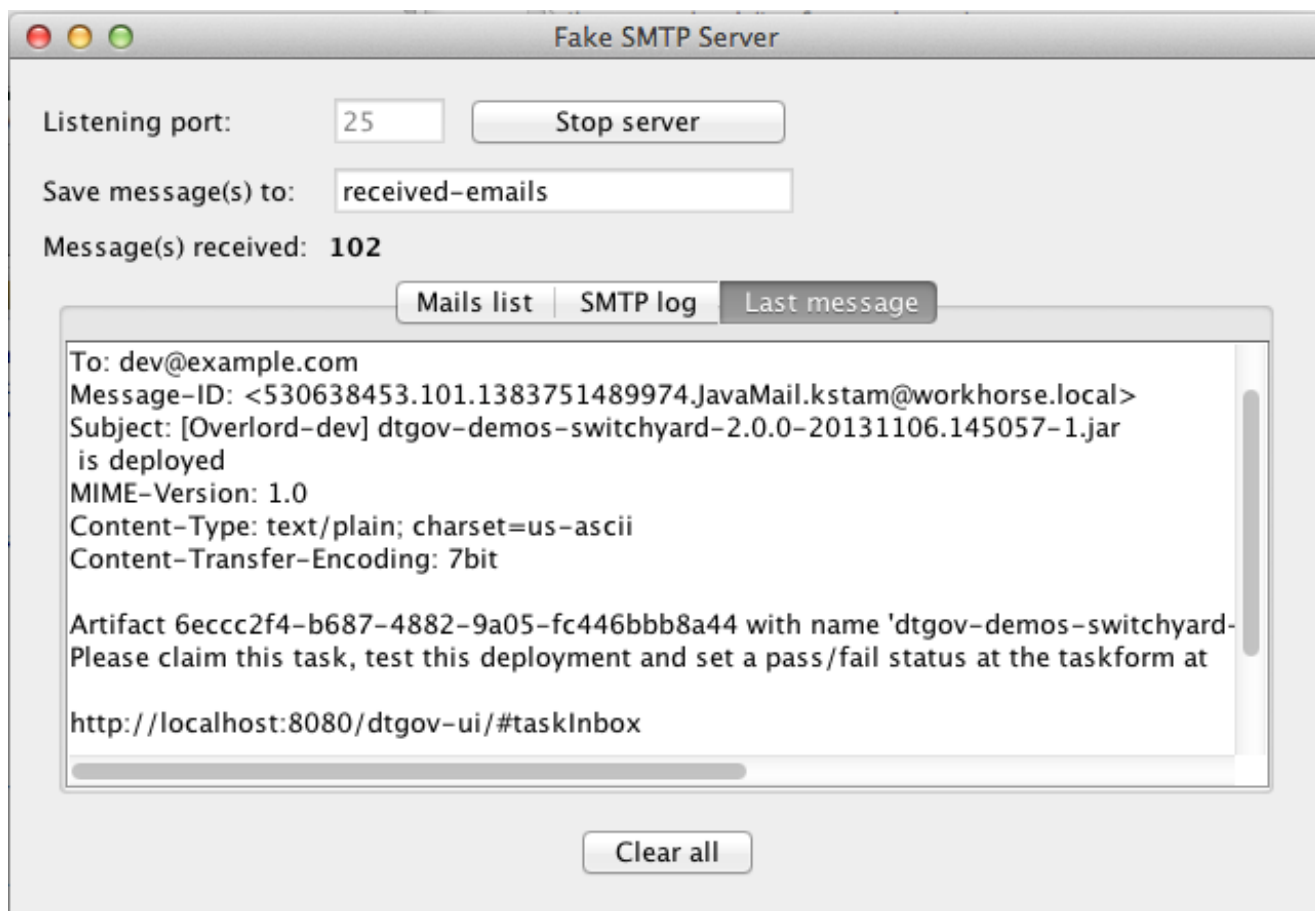 Fake SMTP Server
Listening port: 25 Stop server
Save message(s) to: received-emails
Message(s) received: 102
Mails list SMTP log Last message
To: dev@example.com
Message-ID: <530638453.101.1383751489974.JavaMail.kstam@workhorse.local>
Subject: [Overlord-dev] dtgov-demos-switchyard-2.0.0-20131106.145057-1.jar
is deployed
MIME-Version: 1.0
Content-Type: text/plain; charset=us-ascii
Content-Transfer-Encoding: 7bit
Artifact 6eccc2f4-b687-4882-9a05-fc446bbb8a44 with name 'dtgov-demos-switchyard-
Please claim this task, test this deployment and set a pass/fail status at the taskform at
http://localhost:8080/dtgov-ui/#taskInbox
Clear all